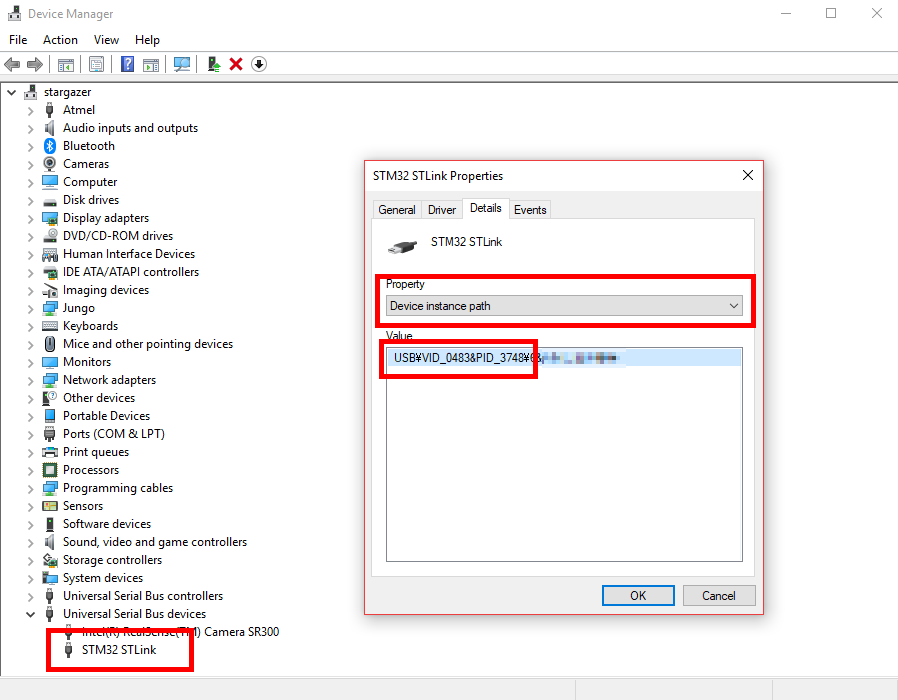 Device Manager
File Action View Help
stargazer
Atmel
Audio inputs and outputs
Bluetooth
Cameras
Computer
Disk drives
Display adapters
DVD/CD-ROM drives
Human Interface Devices
IDE ATA/ATAPI controllers
Imaging devices
Jungo
Keyboards
Mice and other pointing devices
Monitors
Network adapters
Other devices
Portable Devices
Ports (COM & LPT)
Print queues
Processors
Programming cables
Sensors
Software devices
Sound, video and game controllers
Storage controllers
System devices
Universal Serial Bus controllers
Universal Serial Bus devices
Intel(R) RealSense(TM) Camera SR300
STM32 STLink
STM32 STLink Properties
General Driver Details Events
STM32 STLink
Property
Device instance path
Value
USB¥VID_0483&PID_3748¥6&
OK Cancel